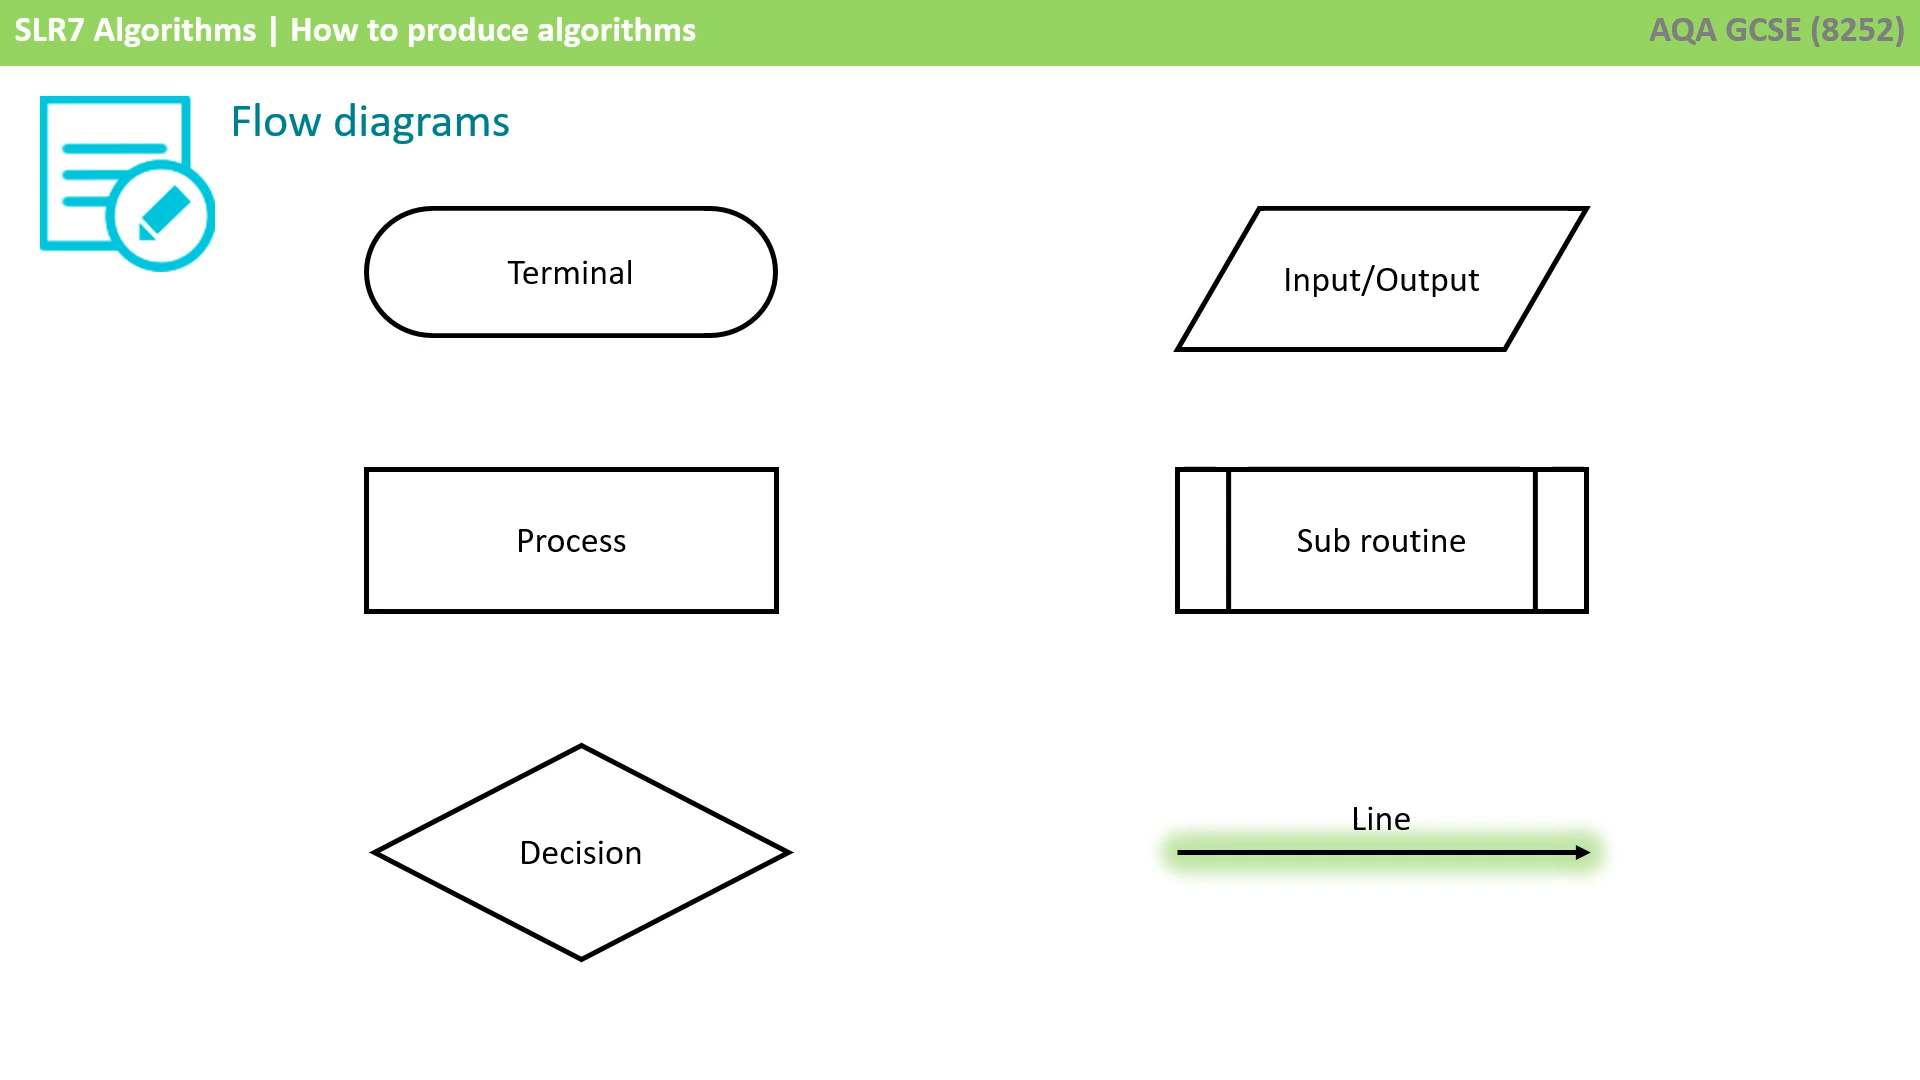 SLR7 Algorithms | How to produce algorithms
AQA GCSE (8252)
Flow diagrams
Terminal
Input/Output
Process
Sub routine
Decision
Line